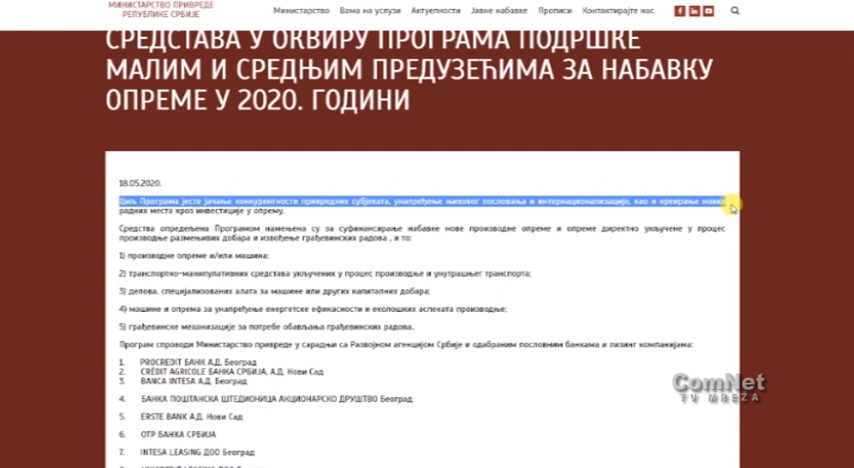 МИНИСТАРСТВО ПРИВРЕДЕ
РЕПУБЛИКЕ СРБИЈЕ
Министарство Вама на услузи Актуелности Јавне набавке Прописи Контактирајте нас
СРЕДСТАВА У ОКВИРУ ПРОГРАМА ПОДРШКЕ
МАЛИМ И СРЕДЊИМ ПРЕДУЗЕЋИМА ЗА НАБАВКУ
ОПРЕМЕ У 2020. ГОДИНИ
18.05.2020.
Циљ Програма јесте јачање конкурентности привредних субјеката, унапређење њиховог пословања и интернационализације, као и креирање нових
радних места кроз инвестиције у опрему.
Средства опредељена Програмом намењена су за суфинансирање набавке нове производне опреме и опреме директно укључене у процес
производње размењивих добара и извођење грађевинских радова , и то:
1) производне опреме и/или машина;
2) транспортно-манипулативних средстава укључених у процес производње и унутрашњег транспорта;
3) делова, специјализованих алата за машине или других капиталних добара;
4) машине и опрема за унапређење енергетске ефикасности и еколошких аспеката производње;
5) грађевинске механизације за потребе обављања грађевинских радова.
Програм спроводи Министарство привреде у сарадњи са Развојном агенцијом Србије и одабраним пословним банкама и лизинг компанијама:
1. PROCREDIT БАНК А.Д. Београд
2. CRÉDIT AGRICOLE БАНКА СРБИЈА, А.Д. Нови Сад
3. BANCA INTESA А.Д. Београд
4. БАНКА ПОШТАНСКА ШТЕДИОНИЦА АКЦИОНАРСКО ДРУШТВО Београд
5. ERSTE BANK А.Д. Нови Сад
6. ОТР БАНКА СРБИЈА
7. INTESA LEASING ДОО Београд
ComNet
TV MREZA